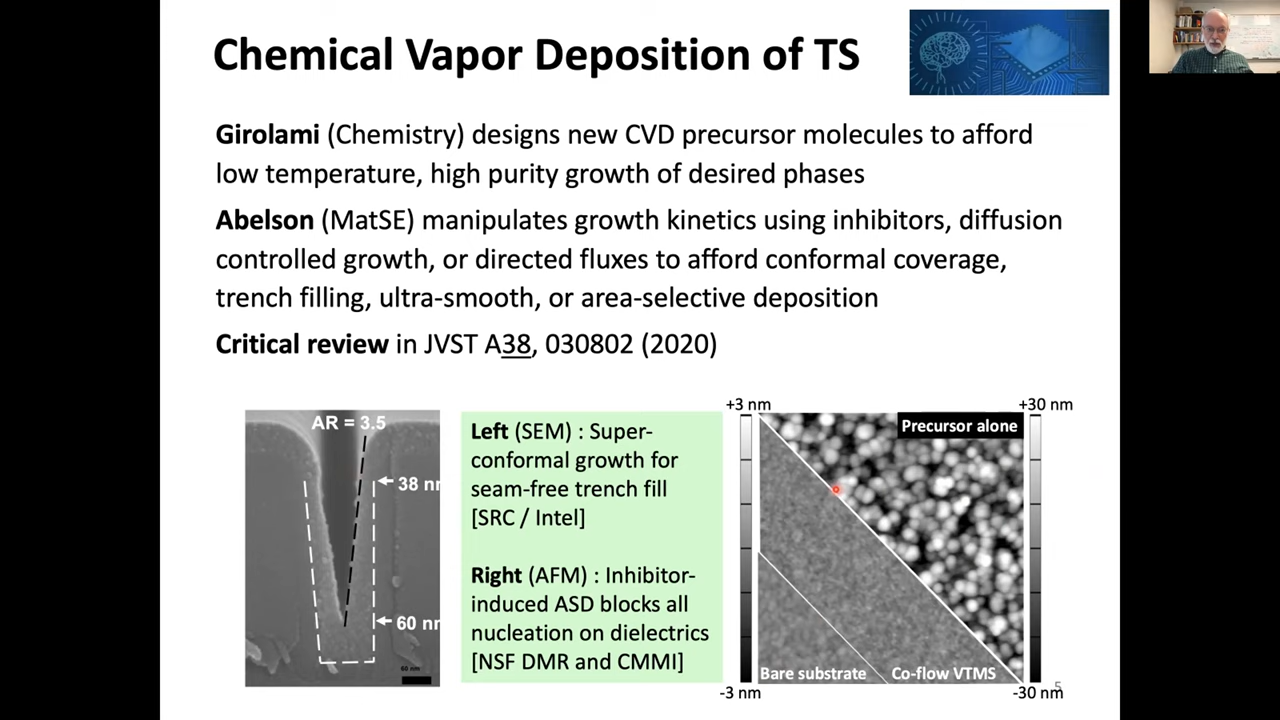 Chemical Vapor Deposition of TS
Girolami (Chemistry) designs new CVD precursor molecules to afford
low temperature, high purity growth of desired phases
Abelson (MatSE) manipulates growth kinetics using inhibitors, diffusion
controlled growth, or directed fluxes to afford conformal coverage,
trench filling, ultra-smooth, or area-selective deposition
Critical review in JVST A38, 030802 (2020)
AR = 3.5
38 nm
60 nm
60 nm
Left (SEM) : Super-
conformal growth for
seam-free trench fill
[SRC / Intel]
Right (AFM) : Inhibitor-
induced ASD blocks all
nucleation on dielectrics
[NSF DMR and CMMI]
+3 nm
+30 nm
Precursor alone
Bare substrate
Co-flow VTMS
-3 nm
-30 nm
5